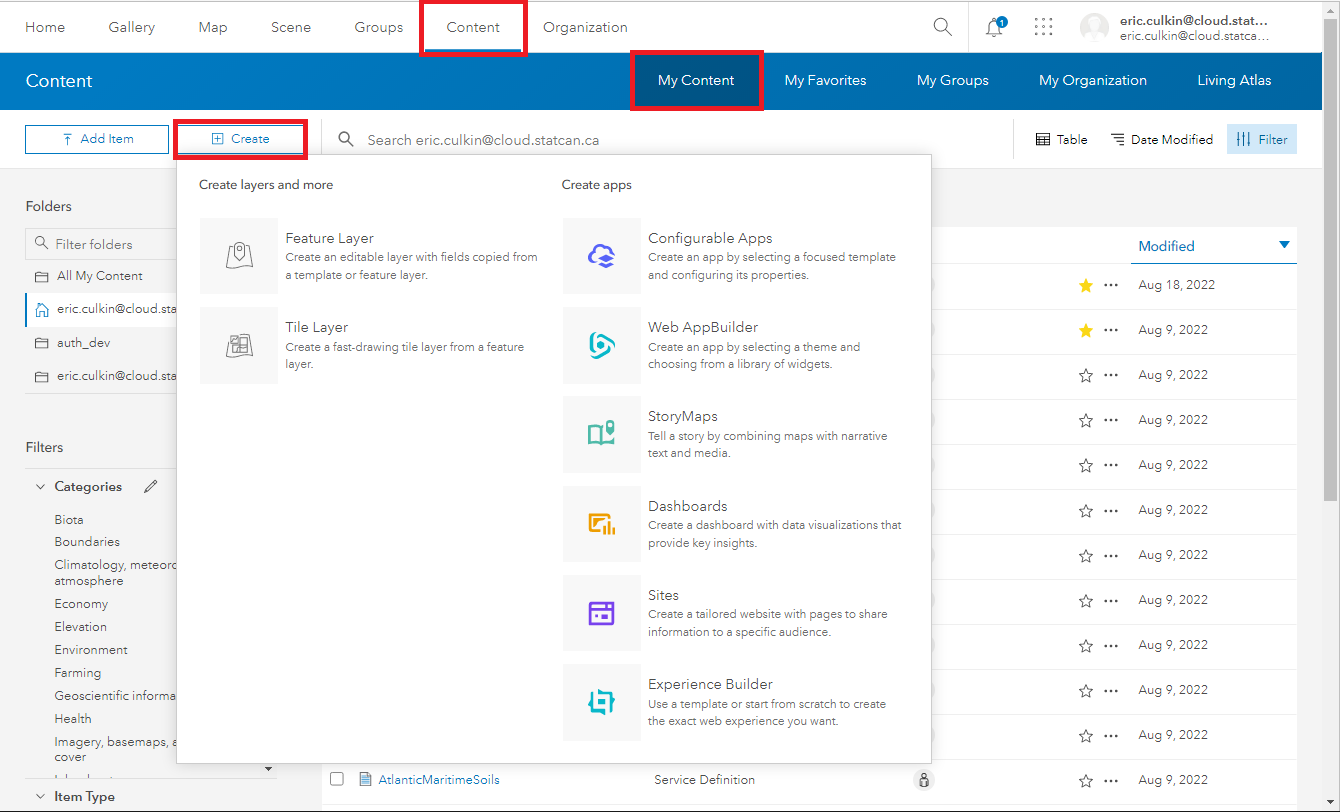 Home Gallery Map Scene Groups Content Organization
1
eric.culkin@cloud.stat...
eric.culkin@cloud.statca...
Content My Content My Favorites My Groups My Organization Living Atlas
Add Item Create Search eric.culkin@cloud.statcan.ca Table Date Modified Filter
Folders
Filter folders
All My Content
eric.culkin@cloud.sta
auth_dev
eric.culkin@cloud.sta
Filters
Categories
Biota
Boundaries
Climatology, meteoro
atmosphere
Economy
Elevation
Environment
Farming
Geoscientific informa
Health
Imagery, basemaps, a
cover
Item Type
Create layers and more
Feature Layer
Create an editable layer with fields copied from
a template or feature layer.
Tile Layer
Create a fast-drawing tile layer from a feature
layer.
Create apps
Configurable Apps
Create an app by selecting a focused template
and configuring its properties.
Web AppBuilder
Create an app by selecting a theme and
choosing from a library of widgets.
StoryMaps
Tell a story by combining maps with narrative
text and media.
Dashboards
Create a dashboard with data visualizations that
provide key insights.
Sites
Create a tailored website with pages to share
information to a specific audience.
Experience Builder
Use a template or start from scratch to create
the exact web experience you want.
Modified
Aug 18, 2022
Aug 9, 2022
Aug 9, 2022
Aug 9, 2022
Aug 9, 2022
Aug 9, 2022
Aug 9, 2022
Aug 9, 2022
Aug 9, 2022
Aug 9, 2022
Aug 9, 2022
AtlanticMaritimeSoils Service Definition Aug 9, 2022